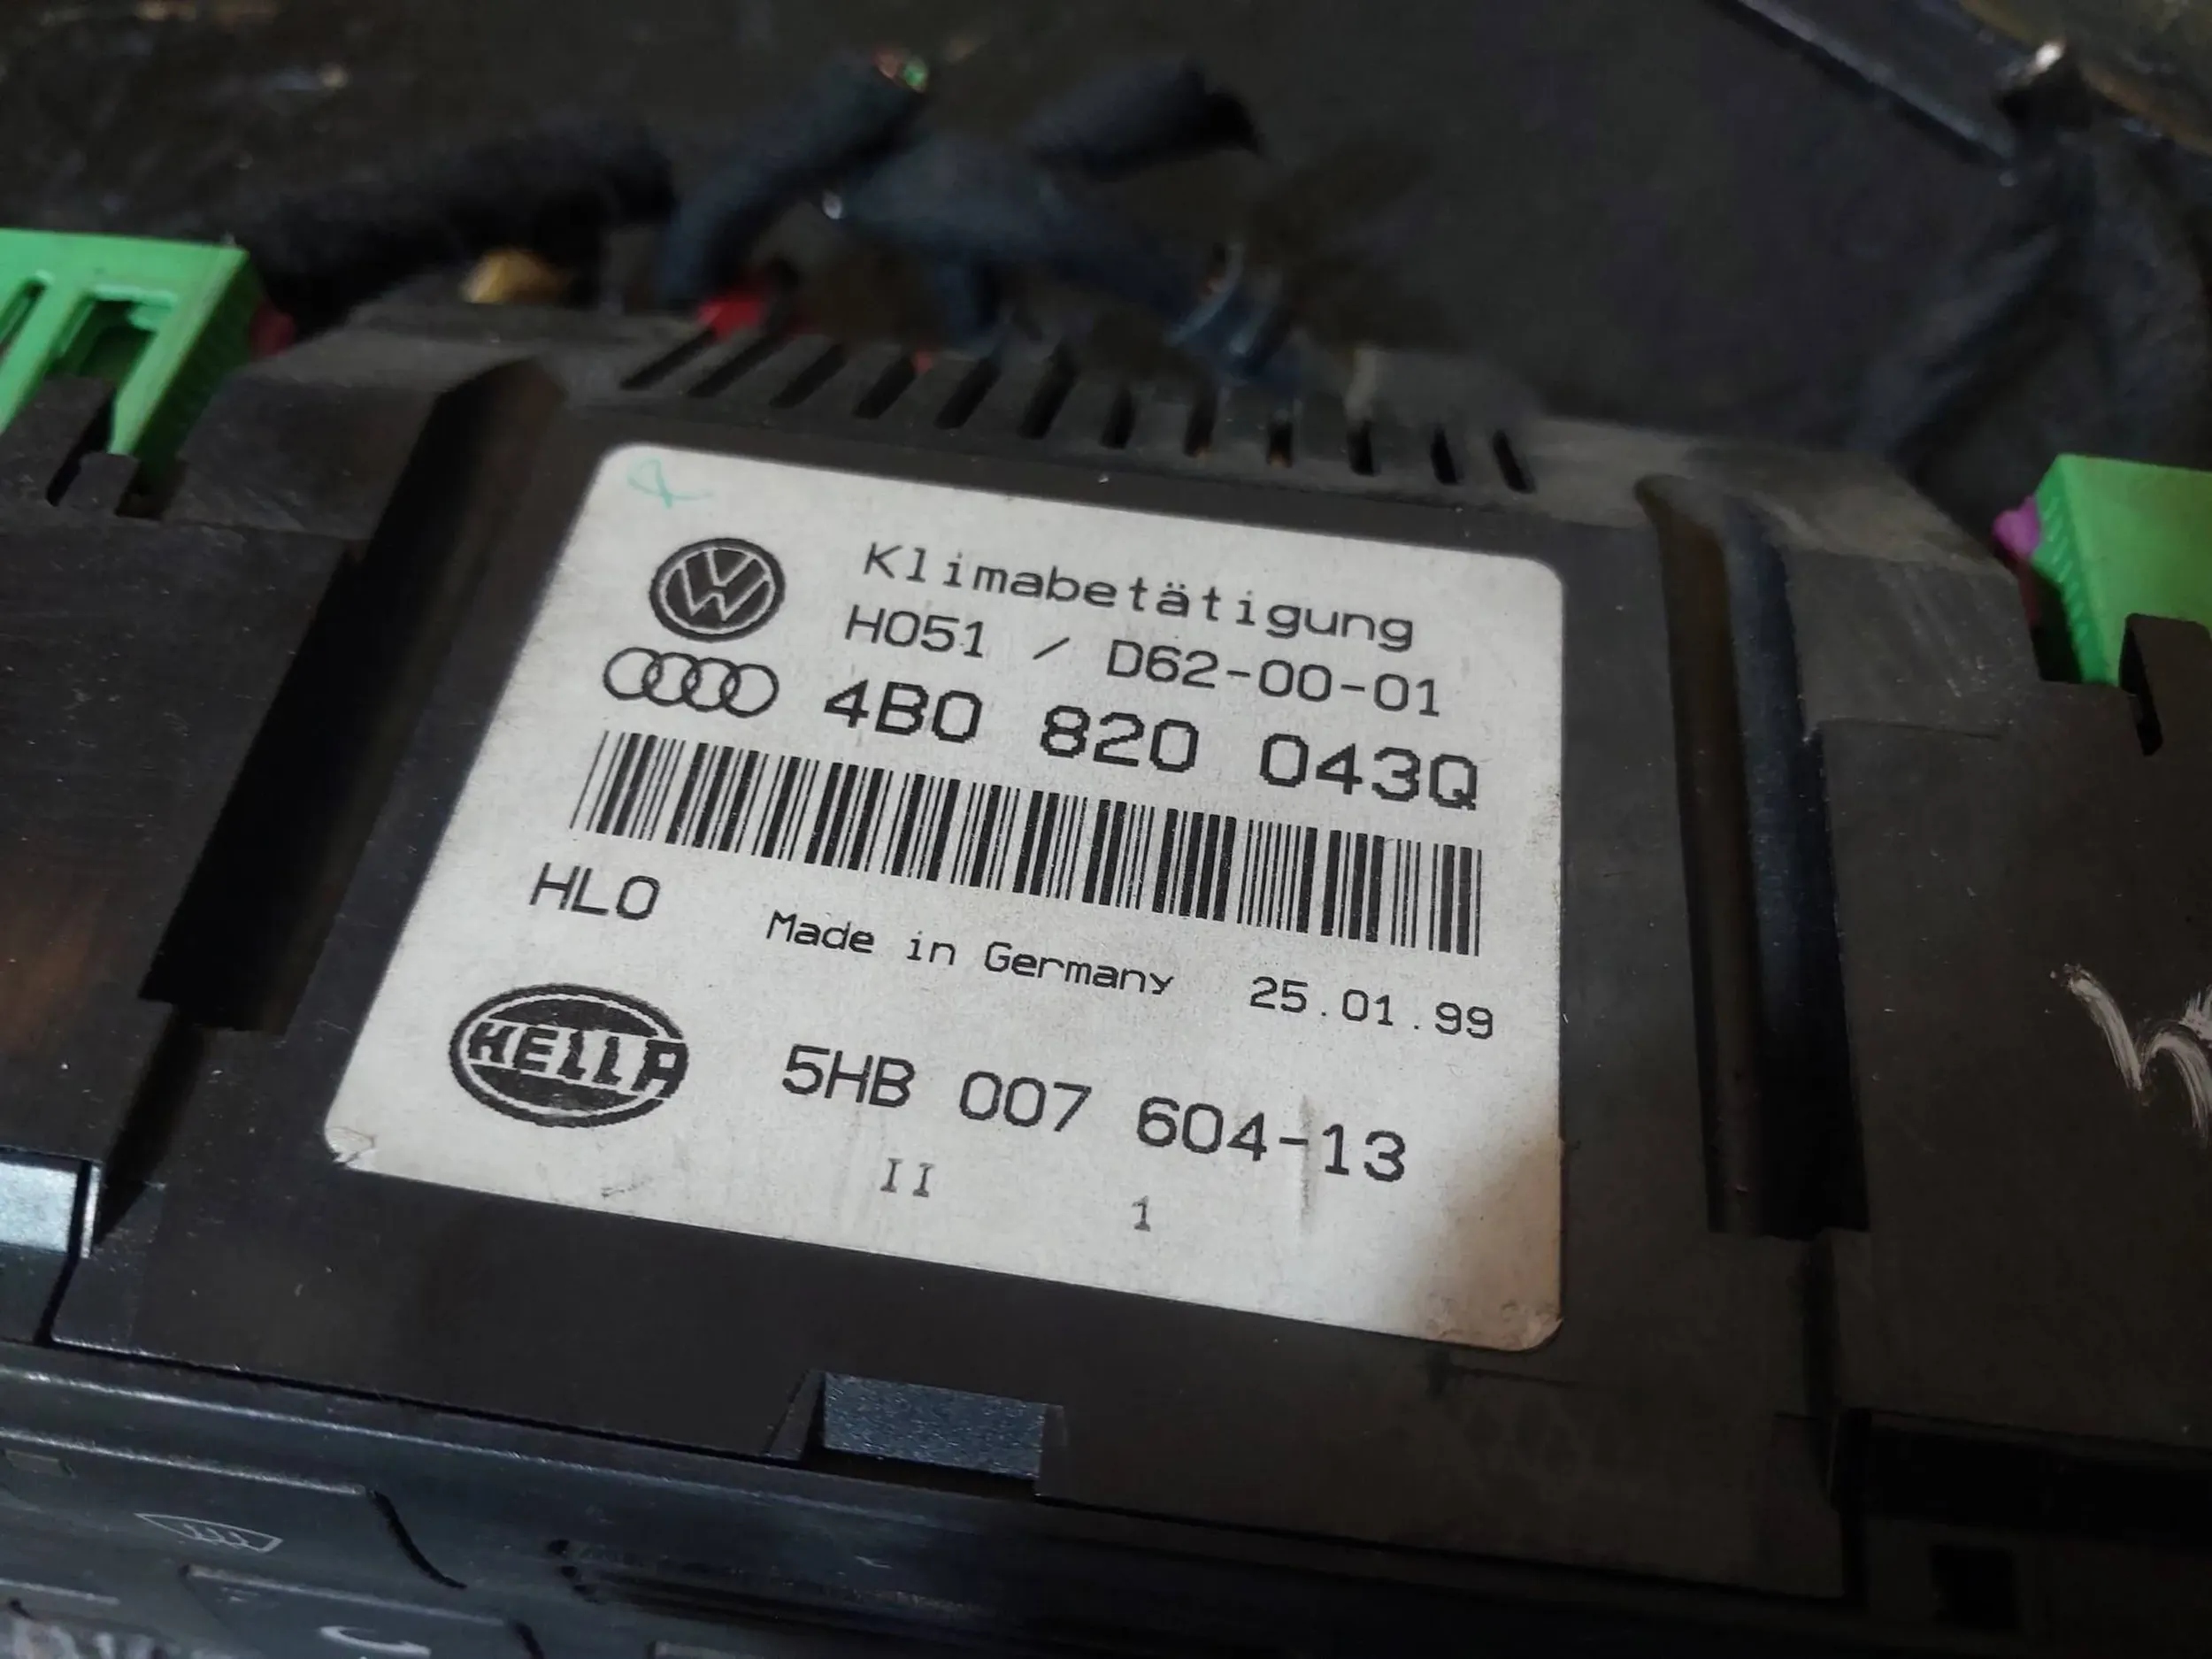 Klimabetätigung
H051 / D62-00-01
4B0 820 043Q
HLO
Made in Germany 25.01.99
HELLA
5HB 007 604-13
II 1